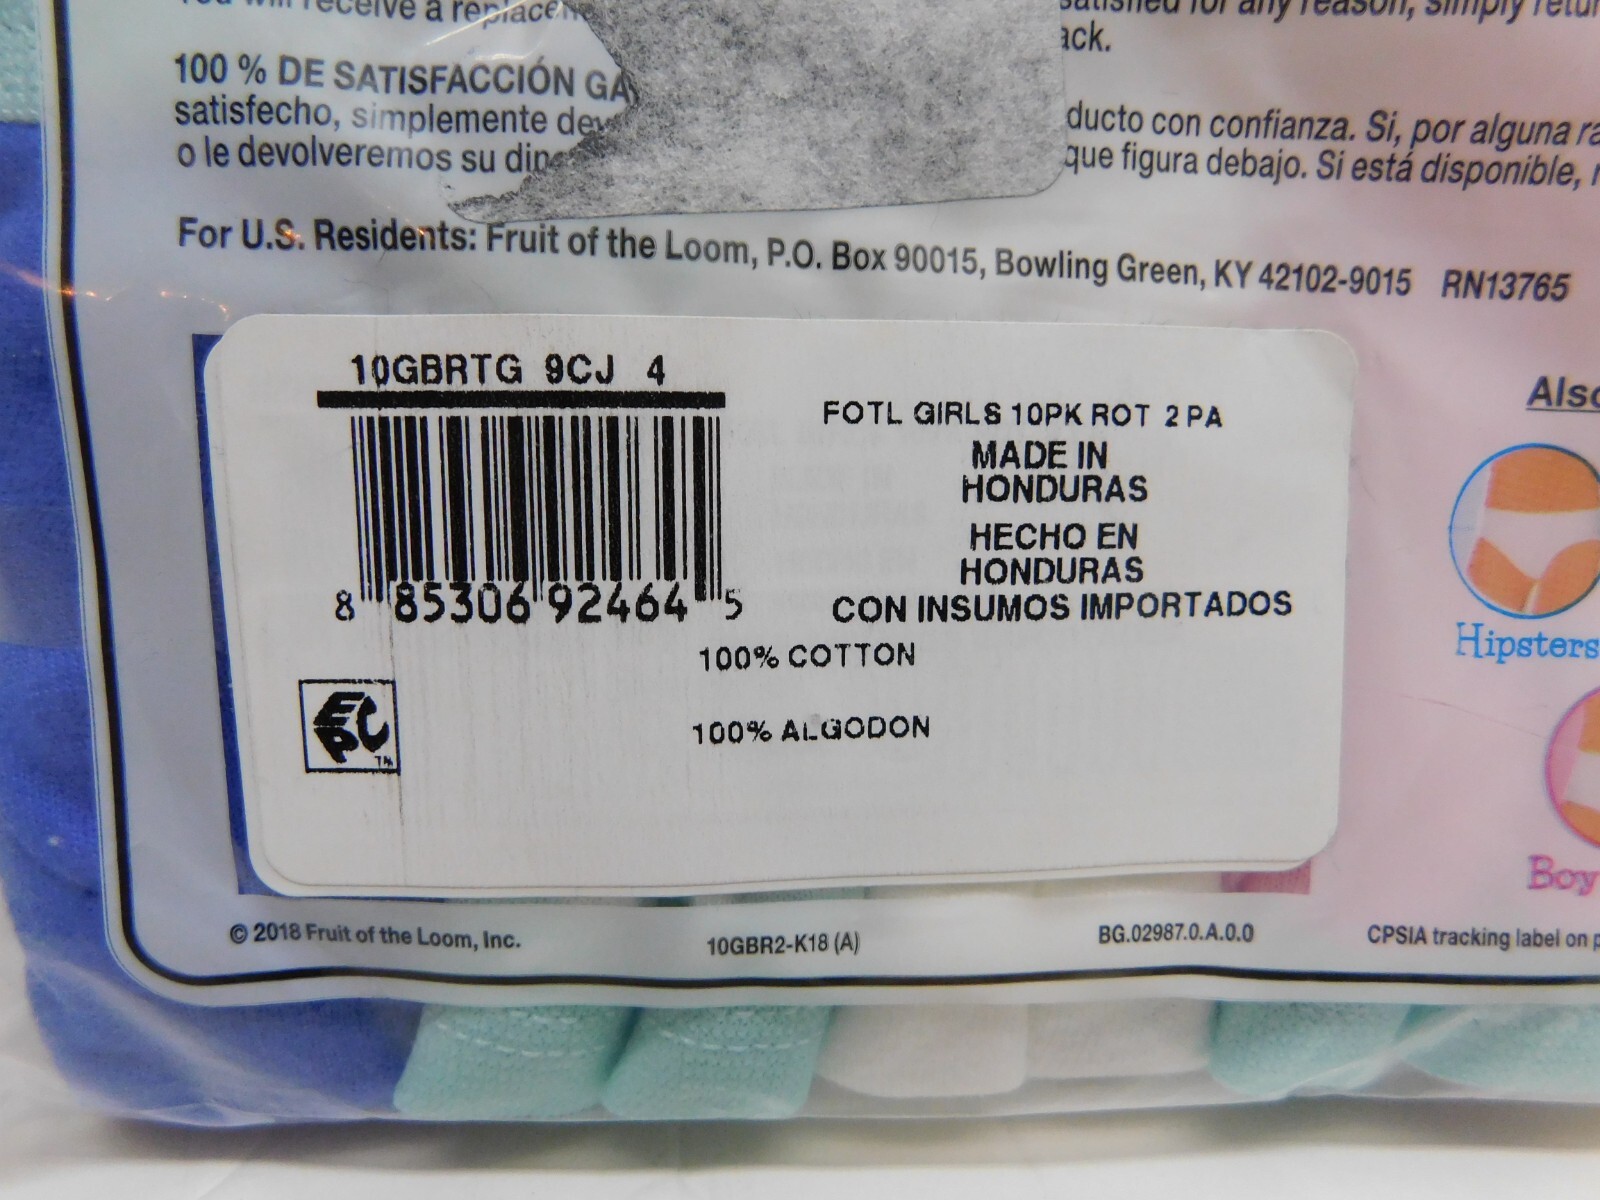 You will receive a
satisfied for any reason, simply
ack.
100 % DE SATISFACCIÓN GA
satisfecho, simplemente dev
ducto con confianza. Si, por alguna ra
o le devolveremos su din
que figura debajo. Si está disponible, r
For U.S. Residents: Fruit of the Loom, P.O. Box 90015, Bowling Green, KY 42102-9015 RN13765
10GBRTG 9CJ 4
FOTL GIRLS 10PK ROT 2 PA
MADE IN
HONDURAS
HECHO EN
HONDURAS
CON INSUMOS IMPORTADOS
8 85306 92464 5
100% COTTON
100% ALGODON
EPC TM
Also
Hipsters
Boy
© 2018 Fruit of the Loom, Inc.
10GBR2-K18 (A)
BG.02987.0.A.0.0
CPSIA tracking label on p